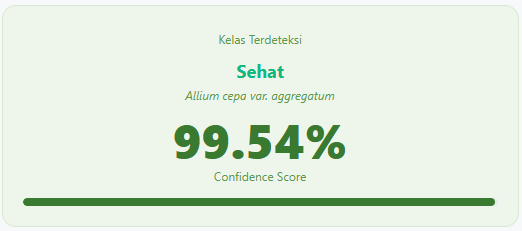 Kelas Terdeteksi
Sehat
Allium cepa var. aggregatum
99.54%
Confidence Score